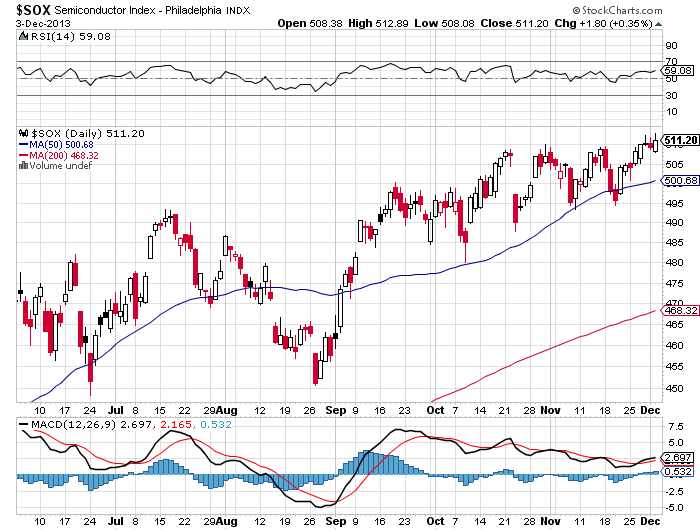 $SOX Semiconductor Index - Philadelphia INDX © StockCharts.com
3-Dec-2013 Open 508.38 High 512.89 Low 508.08 Close 511.20 Chg +1.80 (+0.35%)
RSI(14) 59.08
90
70
59.08
50
30
10
$SOX (Daily) 511.20
MA(50) 500.68
MA(200) 468.32
Volume undef
511.20
505
500.68
495
490
485
480
475
470
468.32
465
460
455
450
10 17 24 Jul 8 15 22 29 Aug 12 19 26 Sep 9 16 23 Oct 7 14 21 28 Nov 11 18 25 Dec
MACD(12,26,9) 2.697, 2.165, 0.532
7.5
5.0
2.697
0.532
-2.5
-5.0
10 17 24 Jul 8 15 22 29 Aug 12 19 26 Sep 9 16 23 Oct 7 14 21 28 Nov 11 18 25 Dec